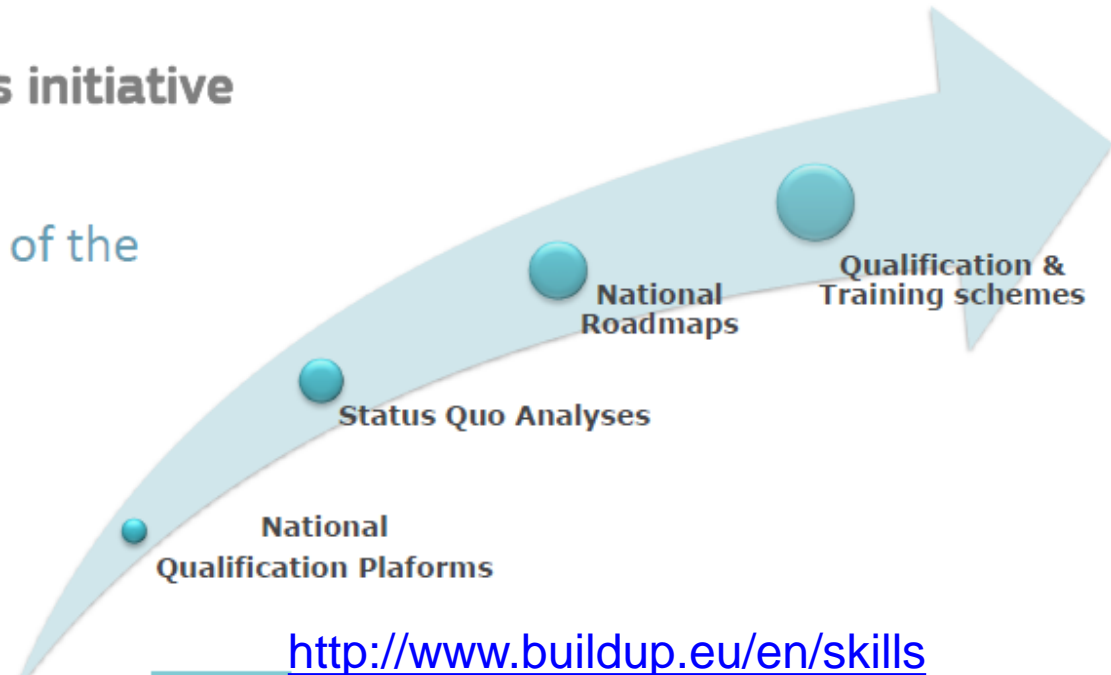 s initiative
of the
Qualification &
Training schemes
National
Roadmaps
Status Quo Analyses
National
Qualification Plaforms
http://www.buildup.eu/en/skills